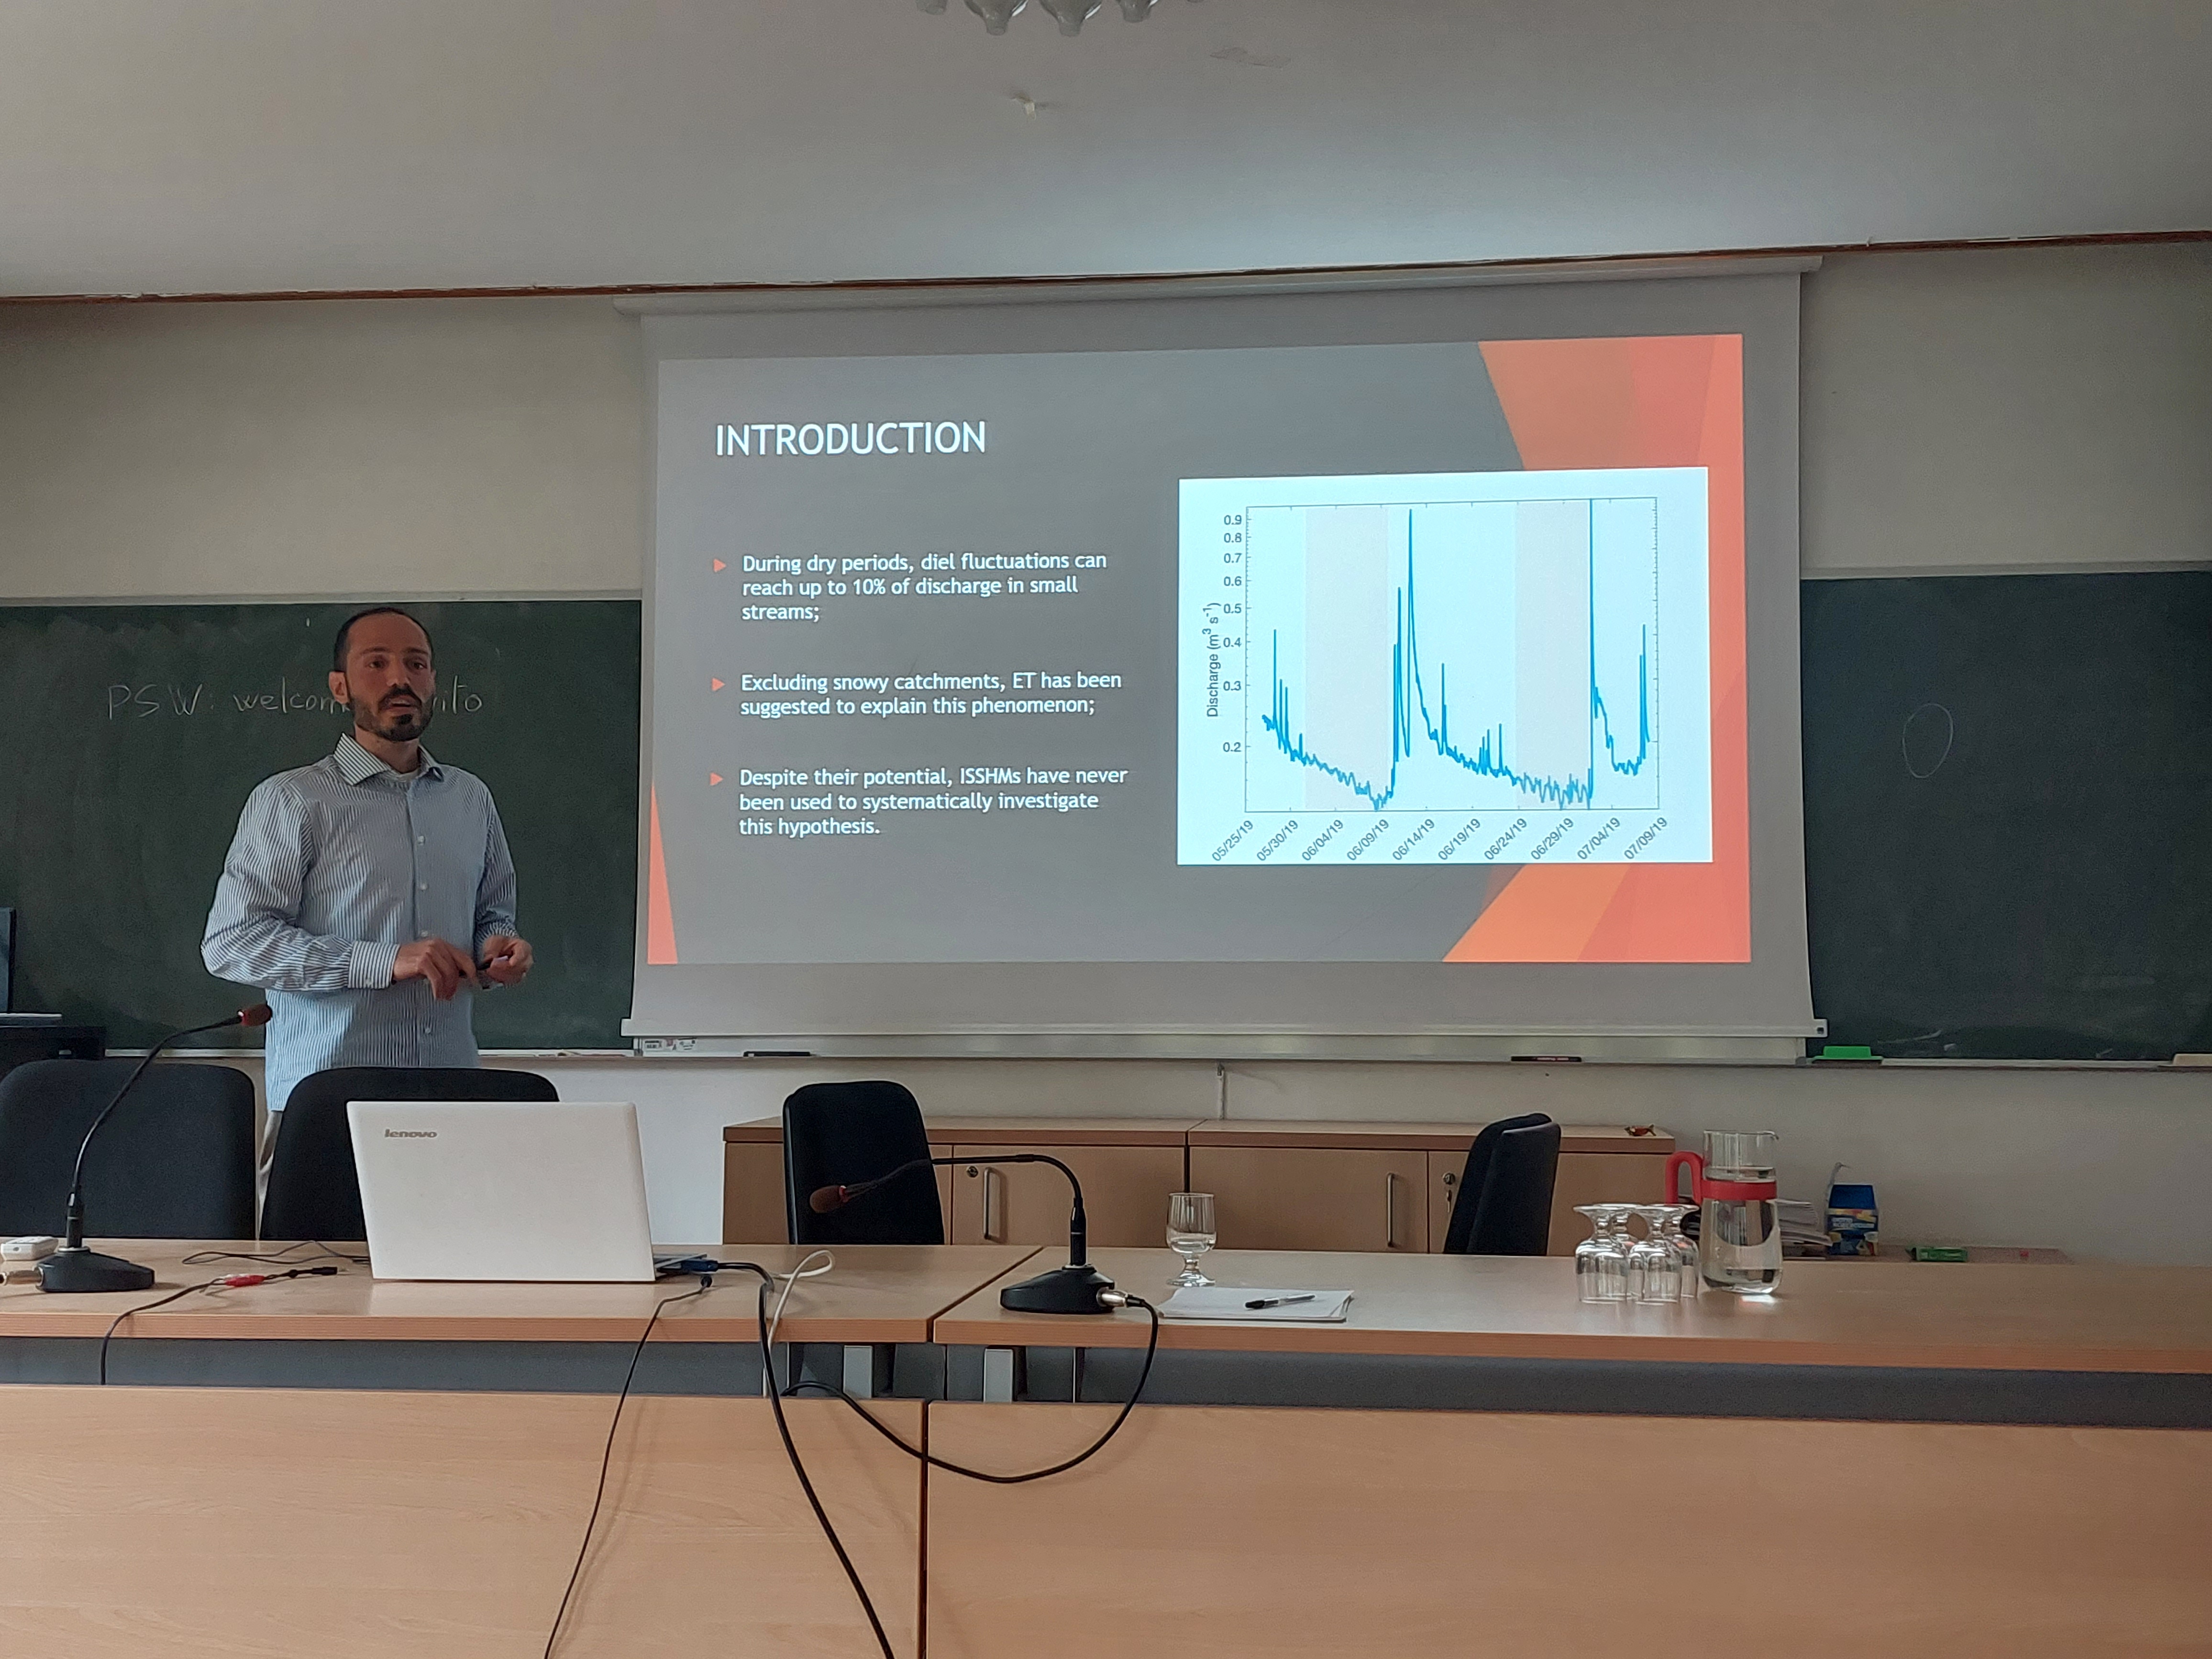 INTRODUCTION
During dry periods, diel fluctuations can
reach up to 10% of discharge in small
streams;
Excluding snowy catchments, ET has been
suggested to explain this phenomenon;
Despite their potential, ISSHMs have never
been used to systematically investigate
this hypothesis.
Discharge (m³ s⁻¹)
0.9
0.8
0.7
0.6
0.5
0.4
0.3
0.2
05/25/19
05/30/19
06/04/19
06/09/19
06/14/19
06/19/19
06/24/19
06/29/19
07/04/19
07/09/19
PSW: welcom
lenovo